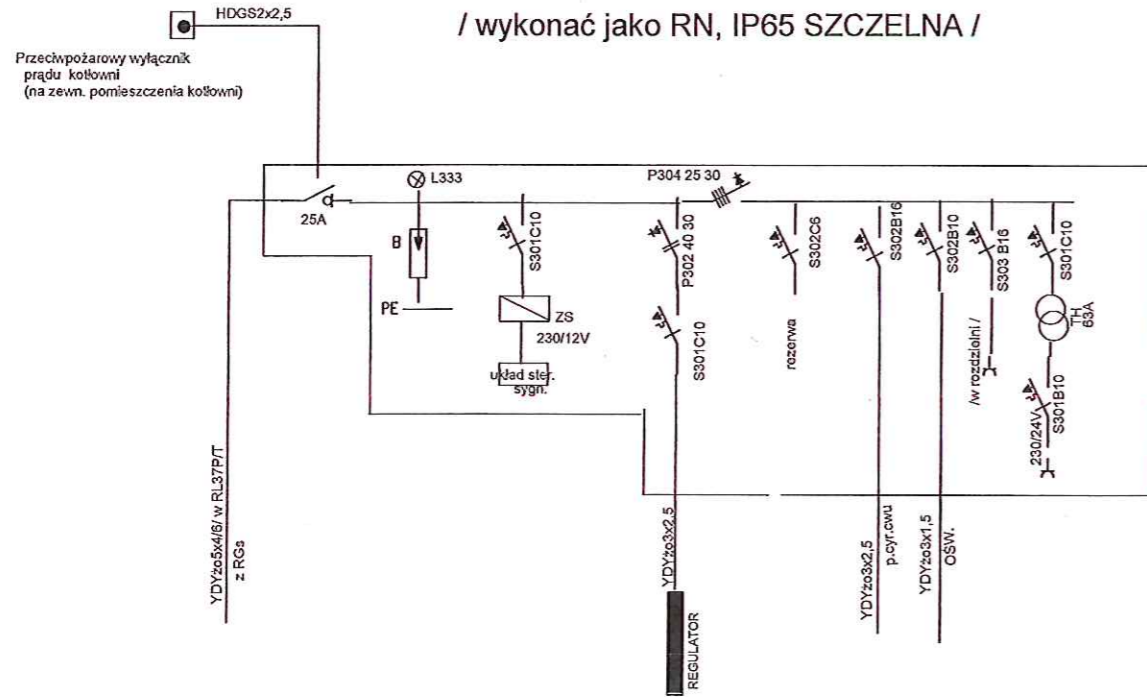 / wykonać jako RN, IP65 SZCZELNA /
HDGS2x2,5
Przeciwpożarowy wyłącznik
prądu kotłowni
(na zewn. pomieszczenia kotłowni)
25A
L333
B
PE
S301C10
ZS
230/12V
układ ster.
sygn.
P304 25 30
P302 40 30
S301C10
S302C6
rezerwa
S302B16
S302B10
S303 B16
/w rozdzielni /
S301C10
TH
63A
S301B10
230/24V
YDYżo5x4/6/ w RL37P/T
z RGs
YDYżo3x2,5
REGULATOR
YDYżo3x2,5
p.cyr.cwu
YDYżo3x1,5
OŚW.